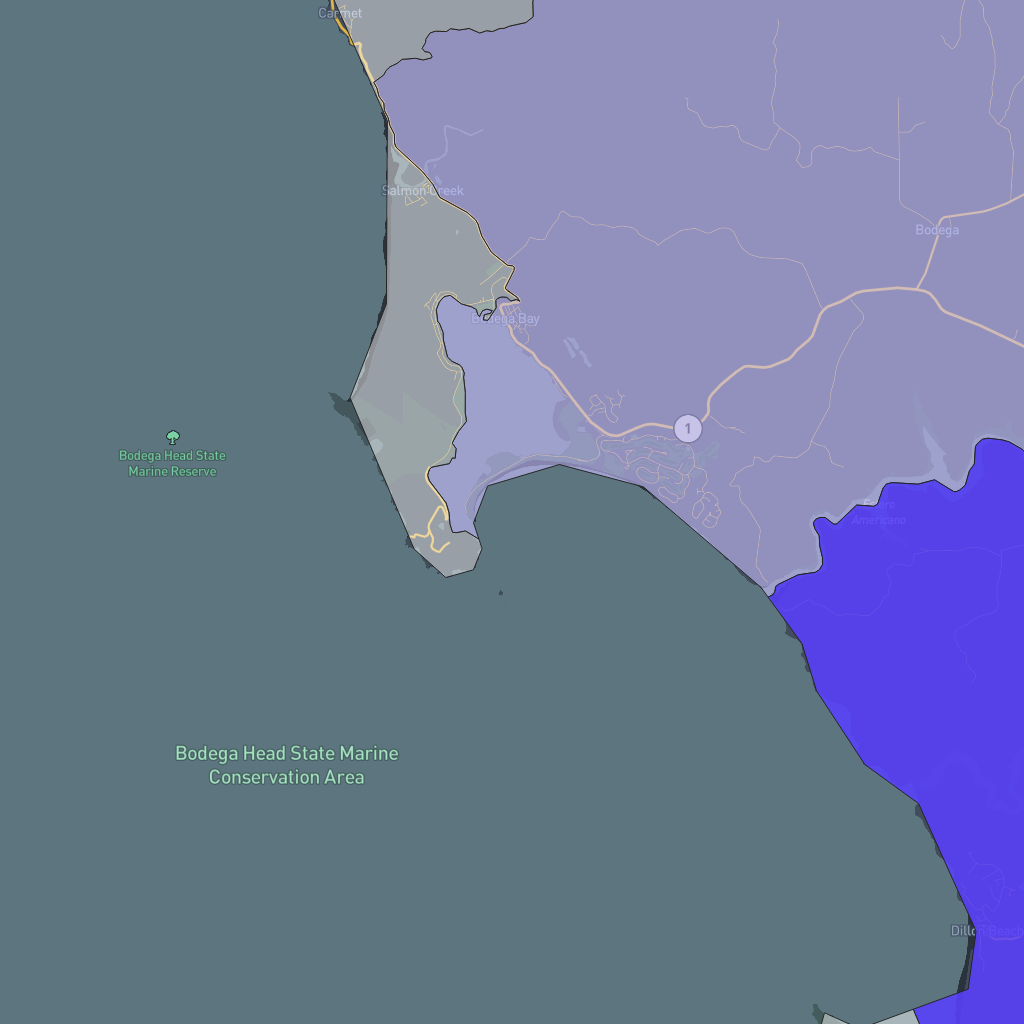 Carmet
Salmon Creek
Bodega
Bodega Bay
1
Bodega Head State
Marine Reserve
Estero
Americano
Bodega Head State Marine
Conservation Area
Dillon Beach